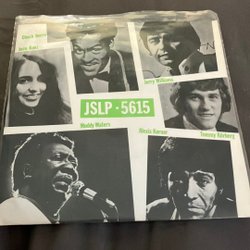 Chuck Berry
Joan Baez
Jerry Williams
JSLP - 5615
Muddy Waters
Alexis Korner
Tommy Körberg